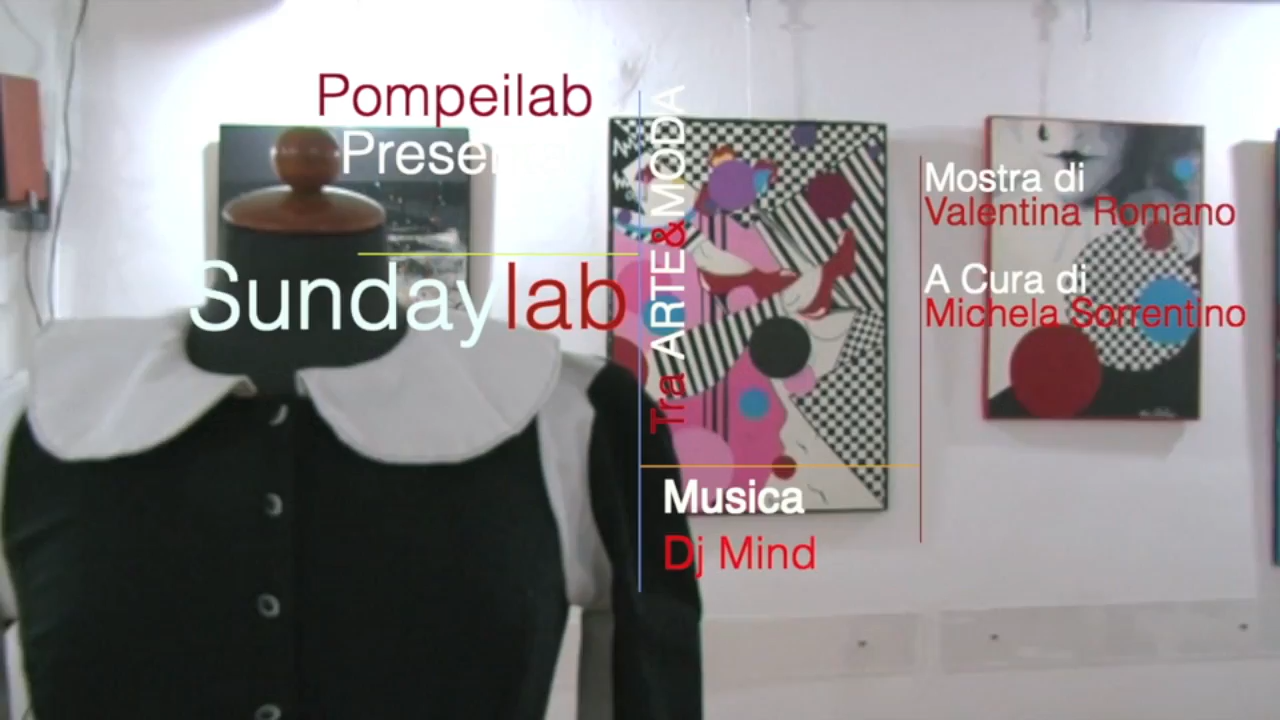 Pompeilab
Sundaylab
Tra ARTE&MODA
Mostra di
Valentina Romano
A Cura di
Michela Sorrentino
Musica
Dj Mind